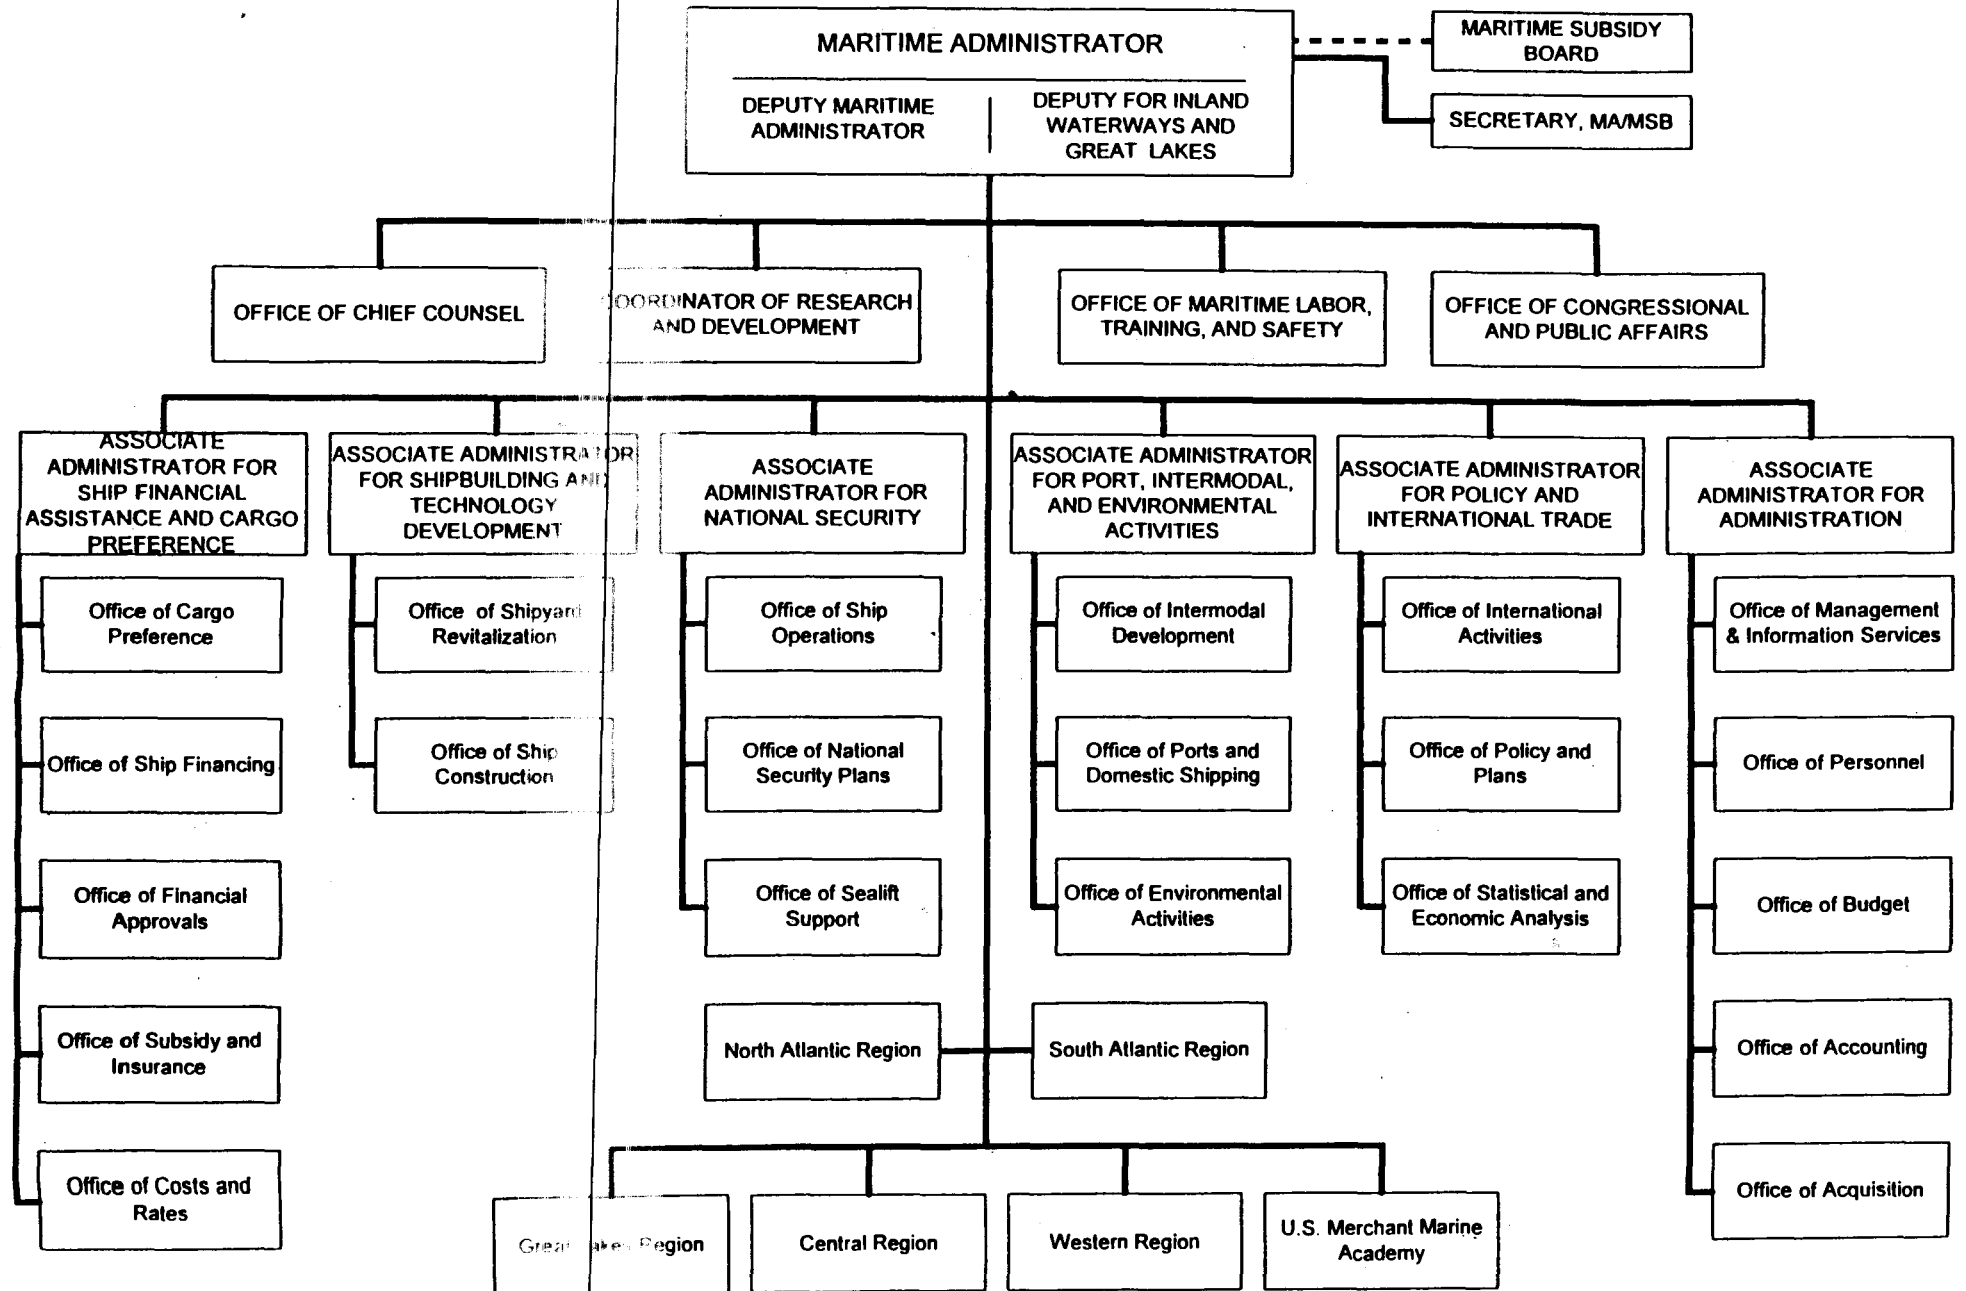 MARITIME ADMINISTRATOR
DEPUTY MARITIME
ADMINISTRATOR
DEPUTY FOR INLAND
WATERWAYS AND
GREAT LAKES
MARITIME SUBSIDY
BOARD
SECRETARY, MA/MSB
OFFICE OF CHIEF COUNSEL
COORDINATOR OF RESEARCH
AND DEVELOPMENT
OFFICE OF MARITIME LABOR,
TRAINING, AND SAFETY
OFFICE OF CONGRESSIONAL
AND PUBLIC AFFAIRS
ASSOCIATE
ADMINISTRATOR FOR
SHIP FINANCIAL
ASSISTANCE AND CARGO
PREFERENCE
Office of Cargo
Preference
Office of Ship Financing
Office of Financial
Approvals
Office of Subsidy and
Insurance
Office of Costs and
Rates
ASSOCIATE ADMINISTRATOR
FOR SHIPBUILDING AND
TECHNOLOGY
DEVELOPMENT
Office of Shipyard
Revitalization
Office of Ship
Construction
ASSOCIATE
ADMINISTRATOR FOR
NATIONAL SECURITY
Office of Ship
Operations
Office of National
Security Plans
Office of Sealift
Support
ASSOCIATE ADMINISTRATOR
FOR PORT, INTERMODAL,
AND ENVIRONMENTAL
ACTIVITIES
Office of Intermodal
Development
Office of Ports and
Domestic Shipping
Office of Environmental
Activities
ASSOCIATE ADMINISTRATOR
FOR POLICY AND
INTERNATIONAL TRADE
Office of International
Activities
Office of Policy and
Plans
Office of Statistical and
Economic Analysis
ASSOCIATE
ADMINISTRATOR FOR
ADMINISTRATION
Office of Management
& Information Services
Office of Personnel
Office of Budget
Office of Accounting
Office of Acquisition
North Atlantic Region
South Atlantic Region
Great Lakes Region
Central Region
Western Region
U.S. Merchant Marine
Academy